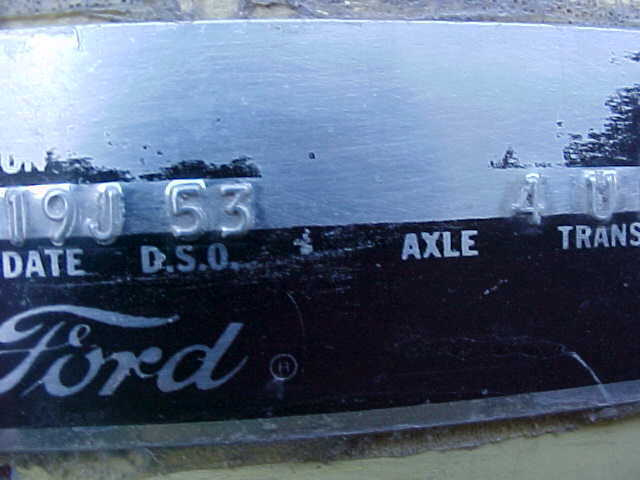 19J 53 4 U
DATE D.S.O. AXLE TRANS
Ford ®